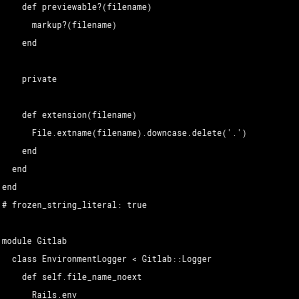 def previewable?(filename)
      markup?(filename)
    end

    private

    def extension(filename)
      File.extname(filename).downcase.delete('.')
    end
  end
end
# frozen_string_literal: true

module Gitlab
  class EnvironmentLogger < Gitlab::Logger
    def self.file_name_noext
      Rails.env